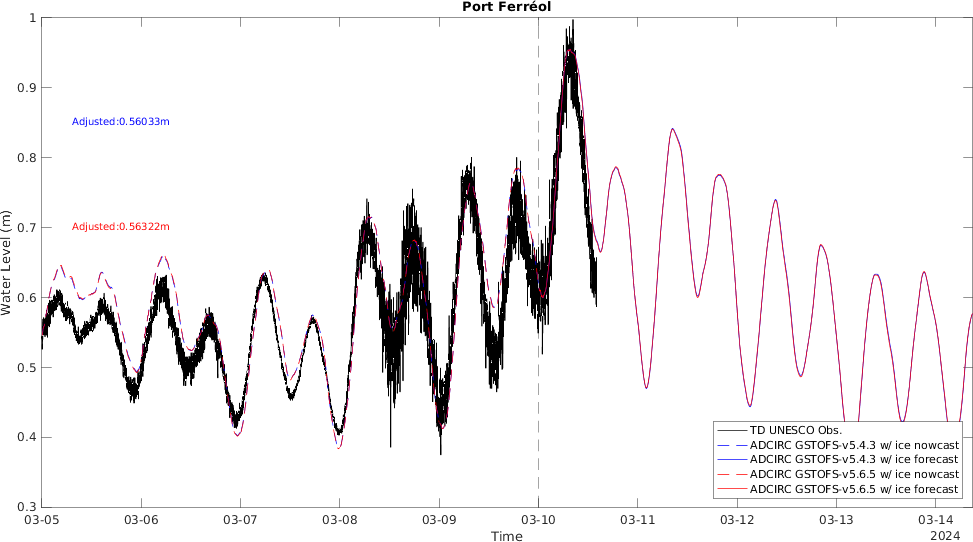 Port Ferréol
1
0.9
0.8
0.7
0.6
0.5
0.4
0.3
Water Level (m)
Adjusted:0.56033m
Adjusted:0.56322m
TD UNESCO Obs.
ADCIRC GSTOFS-v5.4.3 w/ ice nowcast
ADCIRC GSTOFS-v5.4.3 w/ ice forecast
ADCIRC GSTOFS-v5.6.5 w/ ice nowcast
ADCIRC GSTOFS-v5.6.5 w/ ice forecast
03-05 03-06 03-07 03-08 03-09 03-10 03-11 03-12 03-13 03-14
2024
Time